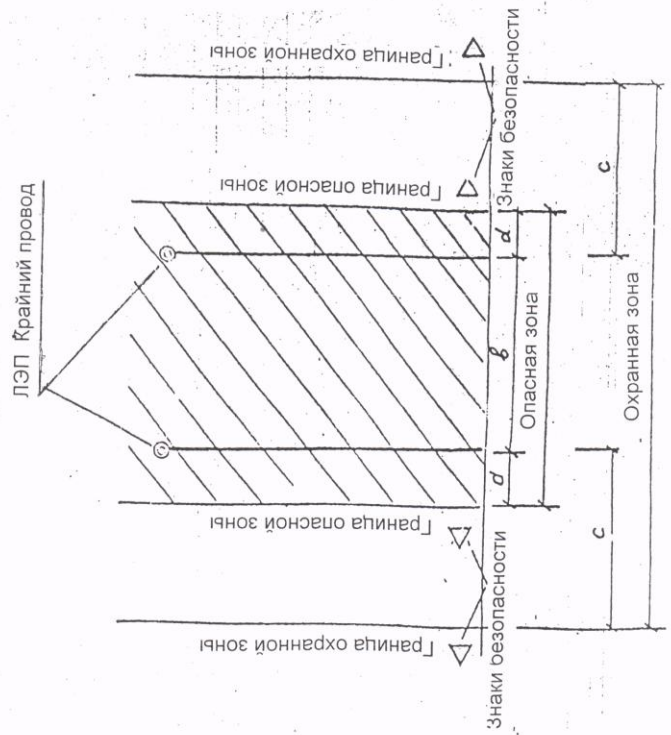 ЛЭП Крайний провод
Граница охранной зоны
Граница опасной зоны
Граница опасной зоны
Граница охранной зоны
Знаки безопасности
Знаки безопасности
d
в
d
Опасная зона
c
c
Охранная зона